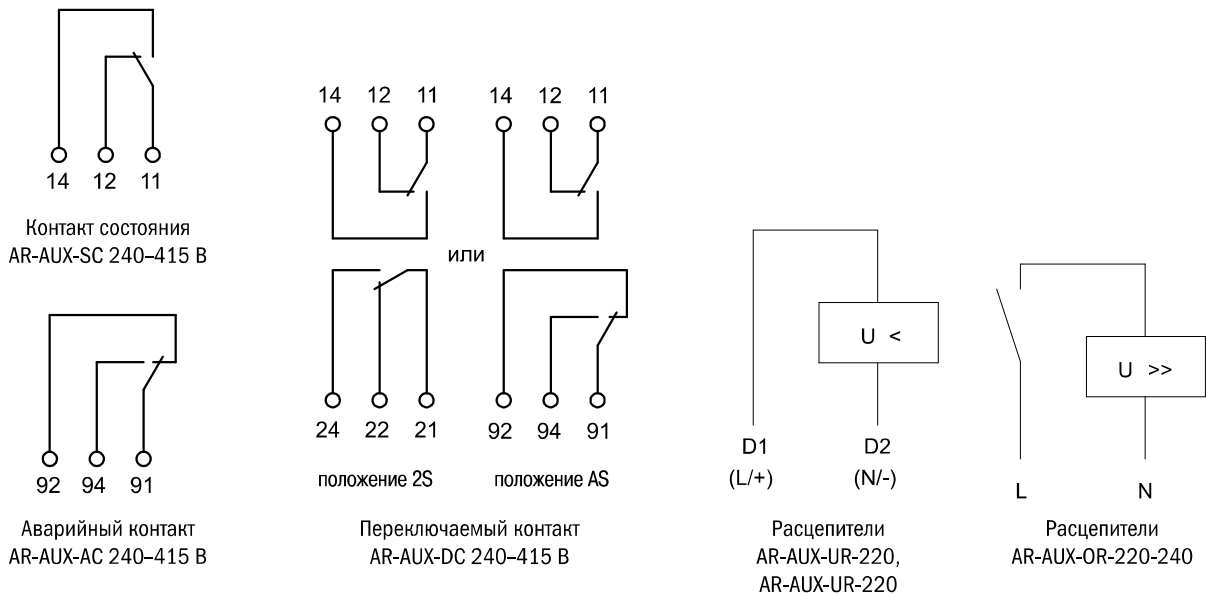 14 12 11
Контакт состояния
AR-AUX-SC 240–415 В
92 94 91
Аварийный контакт
AR-AUX-AC 240–415 В
14 12 11 14 12 11
или
24 22 21 92 94 91
положение 2S положение AS
Переключаемый контакт
AR-AUX-DC 240–415 В
U <
D1 D2
(L/+) (N/-)
Расцепители
AR-AUX-UR-220,
AR-AUX-UR-220
U >>
L N
Расцепители
AR-AUX-OR-220-240